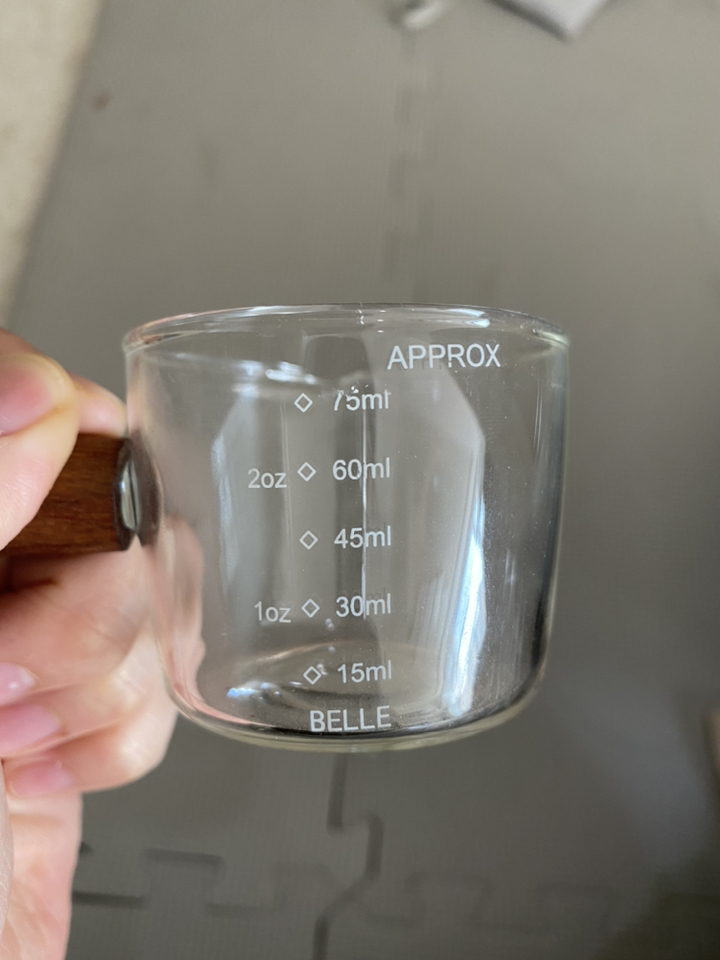 APPROX
◇ 75ml
2oz ◇ 60ml
◇ 45ml
1oz ◇ 30ml
◇ 15ml
BELLE